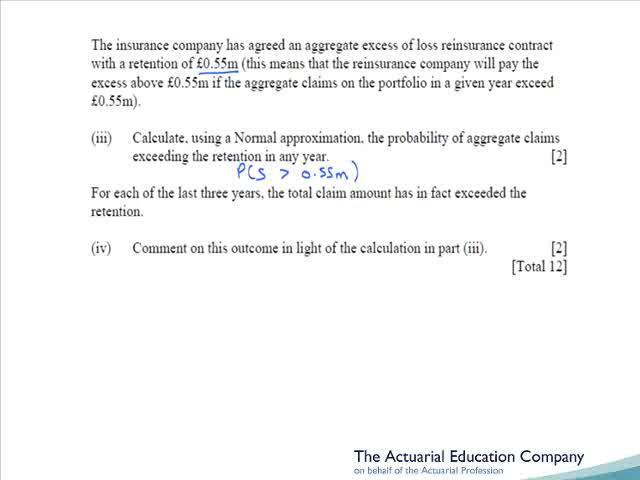 The insurance company has agreed an aggregate excess of loss reinsurance contract
with a retention of £0.55m (this means that the reinsurance company will pay the
excess above £0.55m if the aggregate claims on the portfolio in a given year exceed
£0.55m).
(iii) Calculate, using a Normal approximation, the probability of aggregate claims
exceeding the retention in any year. [2]
P(S > 0.55m)
For each of the last three years, the total claim amount has in fact exceeded the
retention.
(iv) Comment on this outcome in light of the calculation in part (iii). [2]
[Total 12]
The Actuarial Education Company
on behalf of the Actuarial Profession